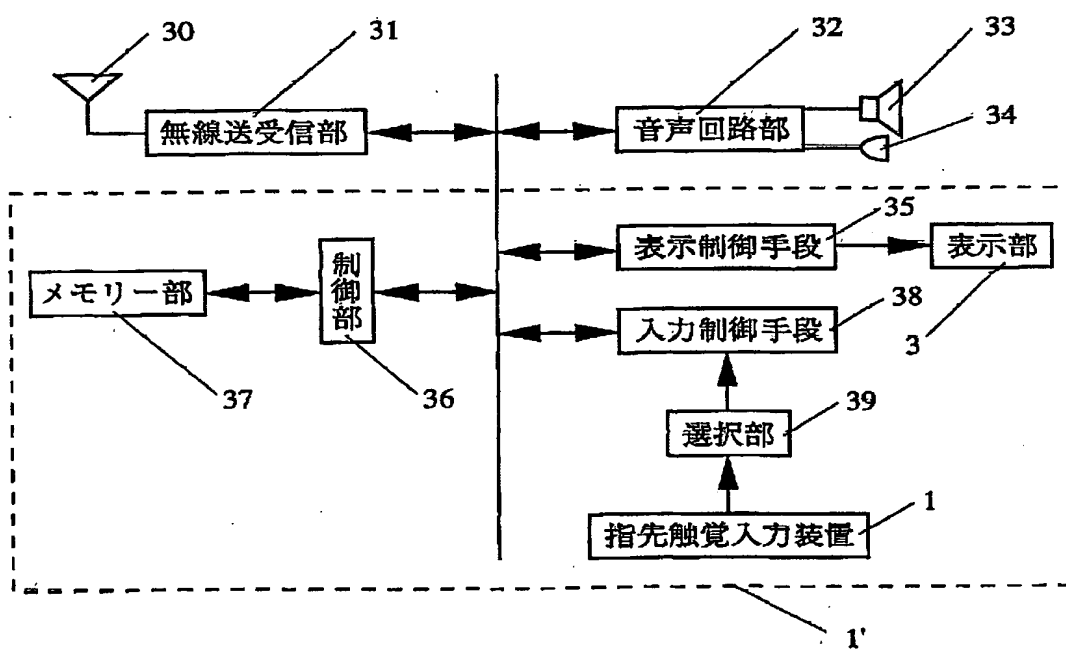 30
31
32
33
無線送受信部
音声回路部
34
35
表示制御手段
表示部
制御部
メモリー部
38
入力制御手段
3
37
36
39
選択部
1
指先触覚入力装置
1'